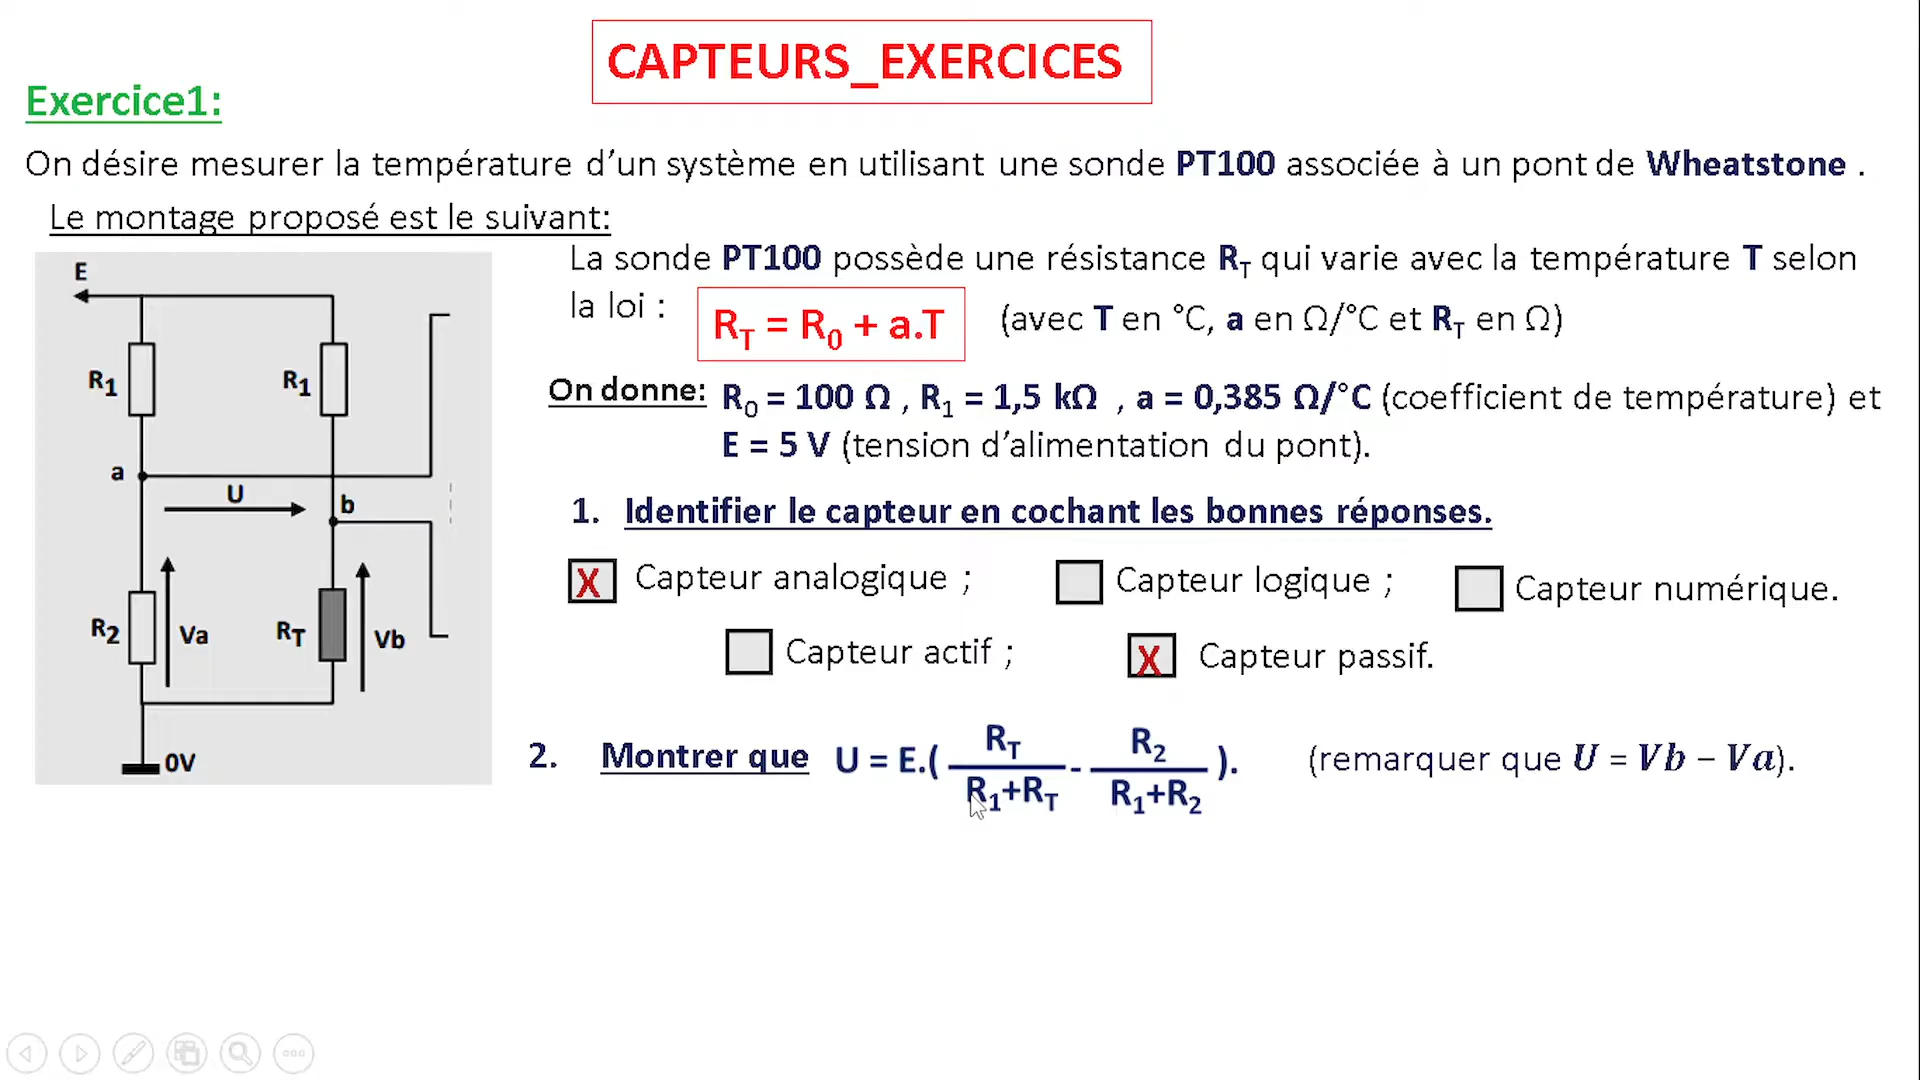 CAPTEURS_EXERCICES
Exercice1:
On désire mesurer la température d’un système en utilisant une sonde PT100 associée à un pont de Wheatstone .
Le montage proposé est le suivant:
La sonde PT100 possède une résistance RT qui varie avec la température T selon
la loi : RT = R0 + a.T (avec T en °C, a en Ω/°C et RT en Ω)
On donne: R0 = 100 Ω , R1 = 1,5 kΩ , a = 0,385 Ω/°C (coefficient de température) et
E = 5 V (tension d’alimentation du pont).
E
R1 R1
a
U
b
R2 Va RT Vb
0V
1. Identifier le capteur en cochant les bonnes réponses.
X Capteur analogique ; Capteur logique ; Capteur numérique.
Capteur actif ; X Capteur passif.
2. Montrer que U = E.( RT / R1+RT - R2 / R1+R2 ). (remarquer que U = Vb − Va).